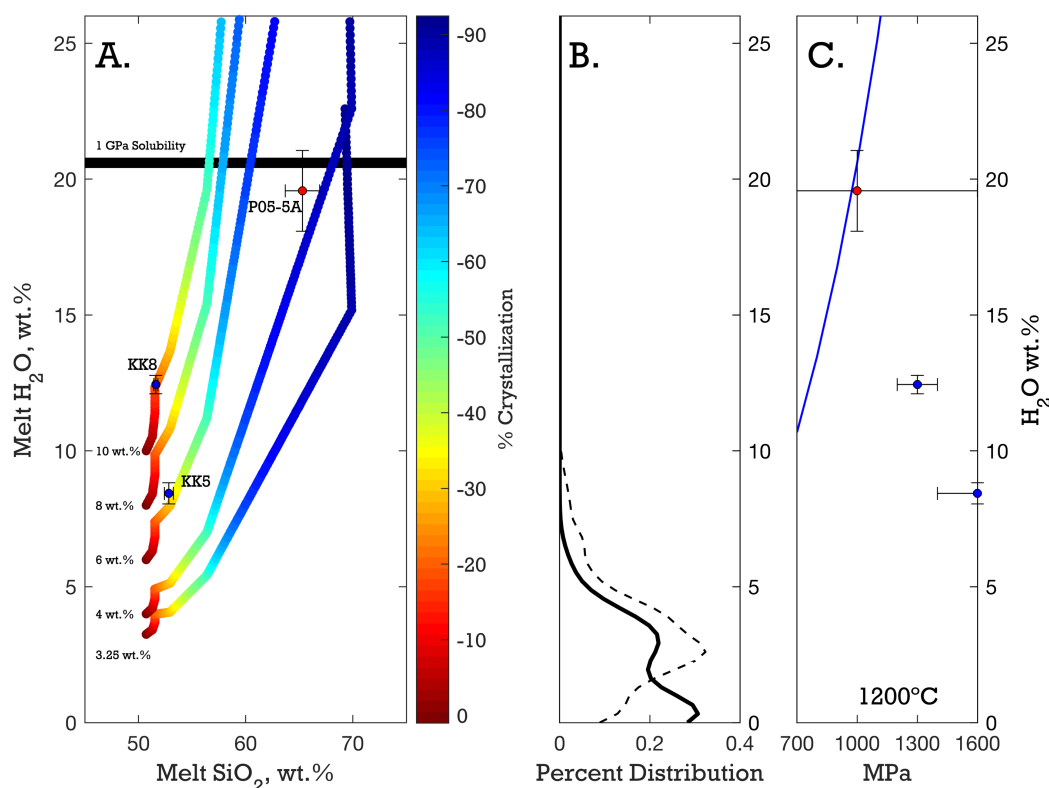 A.
B.
C.
25
20
15
10
5
0
50
60
70
Melt H2O, wt.%
Melt SiO2, wt.%
1 GPa Solubility
P05-5A
KK8
KK5
10 wt.%
8 wt.%
6 wt.%
4 wt.%
3.25 wt.%
-90
-80
-70
-60
-50
-40
-30
-20
-10
0
% Crystallization
25
20
15
10
5
0
0
0.2
0.4
Percent Distribution
25
20
15
10
5
0
H2O wt.%
1200°C
700
1000
1300
1600
MPa